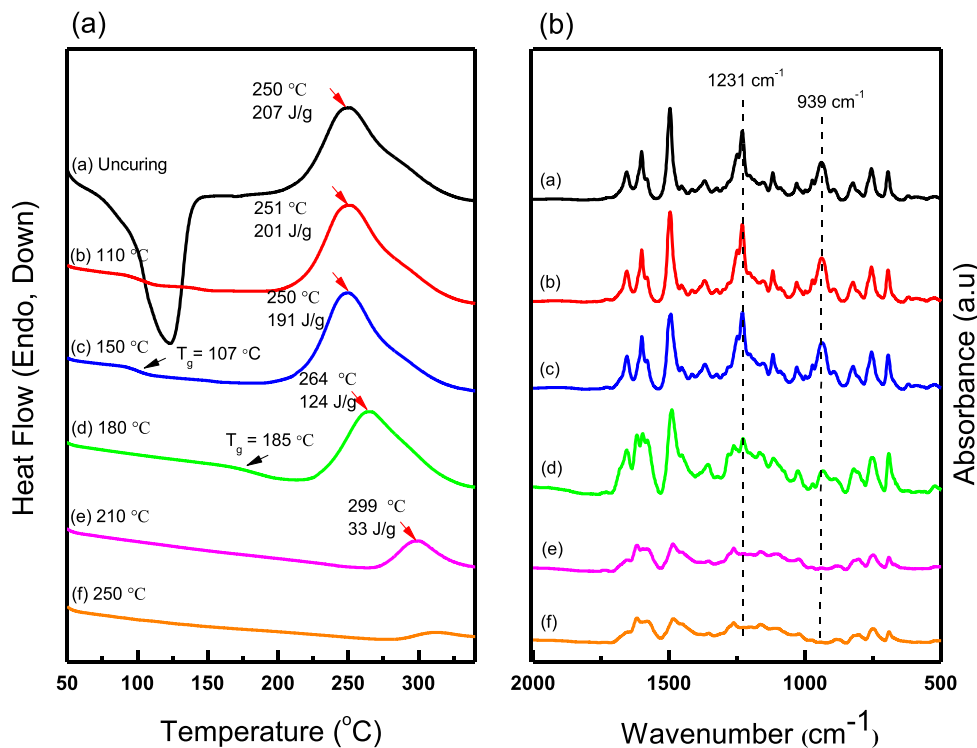 (a)
250 °C
207 J/g
(a) Uncuring
251 °C
201 J/g
(b) 110 °C
250 °C
191 J/g
(c) 150 °C
Tg = 107 °C
264 °C
124 J/g
(d) 180 °C
Tg = 185 °C
299 °C
33 J/g
(e) 210 °C
(f) 250 °C
50 100 150 200 250 300
Temperature (°C)
Heat Flow (Endo, Down)
(b)
1231 cm-1
939 cm-1
(a)
(b)
(c)
(d)
(e)
(f)
2000 1500 1000 500
Wavenumber (cm-1)
Absorbance (a.u)